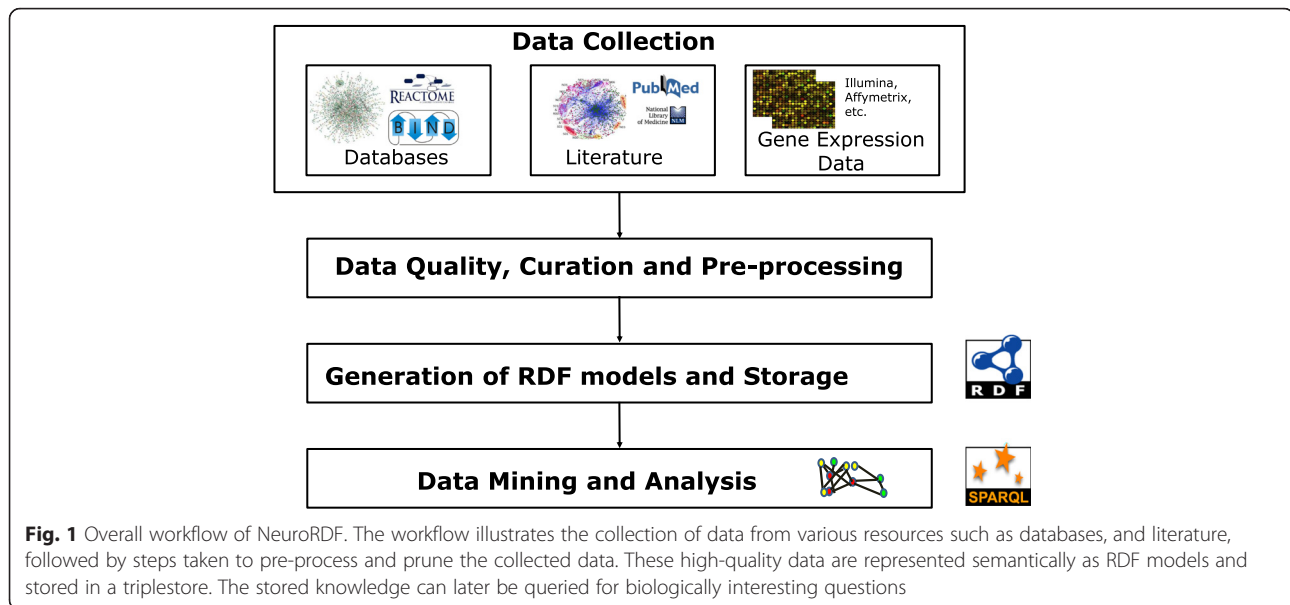 Data Collection
REACTOME
BIND
Databases
PubMed
National
Library
of Medicine
NLM
Literature
Illumina,
Affymetrix,
etc.
Gene Expression
Data
Data Quality, Curation and Pre-processing
Generation of RDF models and Storage
RDF
Data Mining and Analysis
SPARQL
Fig. 1 Overall workflow of NeuroRDF. The workflow illustrates the collection of data from various resources such as databases, and literature,
followed by steps taken to pre-process and prune the collected data. These high-quality data are represented semantically as RDF models and
stored in a triplestore. The stored knowledge can later be queried for biologically interesting questions